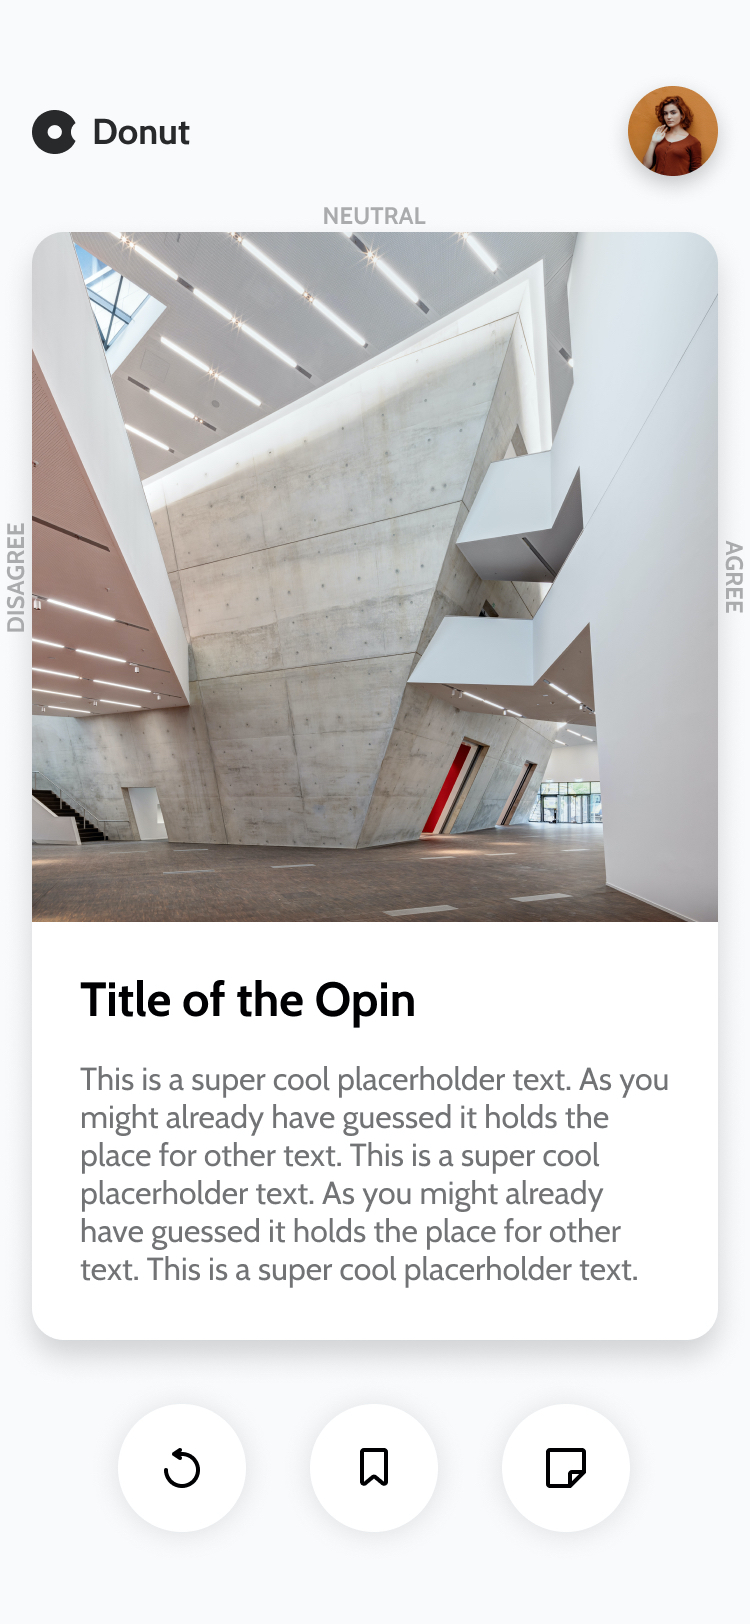 Donut
NEUTRAL
DISAGREE
AGREE
Title of the Opin
This is a super cool placerholder text. As you
might already have guessed it holds the
place for other text. This is a super cool
placerholder text. As you might already
have guessed it holds the place for other
text. This is a super cool placerholder text.